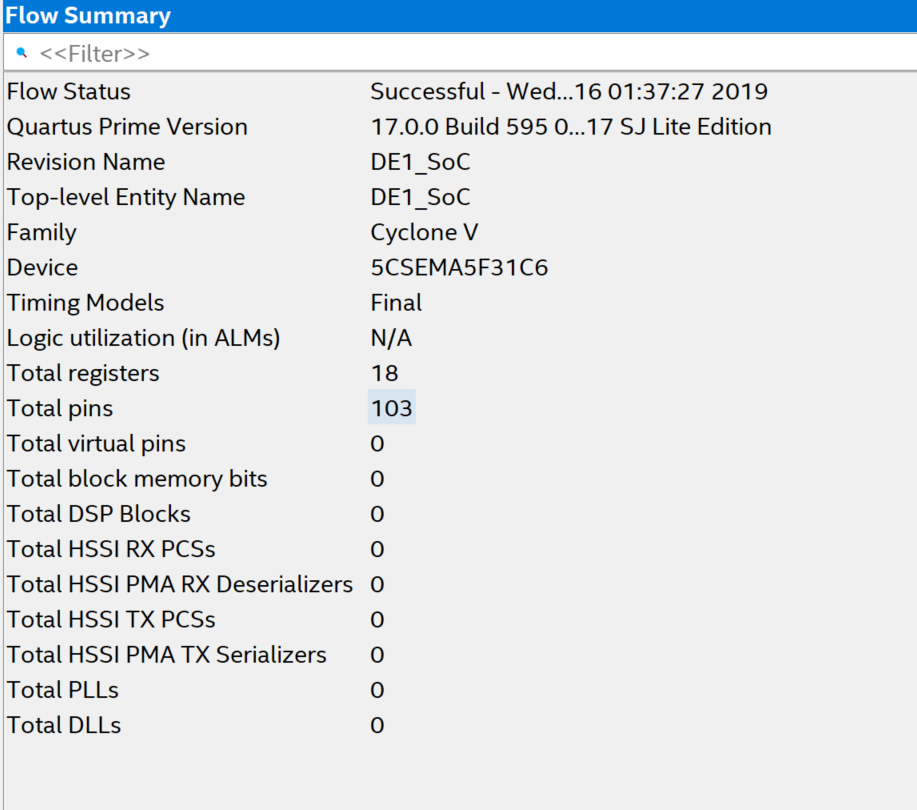 Flow Summary
<<Filter>>
Flow Status Successful - Wed...16 01:37:27 2019
Quartus Prime Version 17.0.0 Build 595 0...17 SJ Lite Edition
Revision Name DE1_SoC
Top-level Entity Name DE1_SoC
Family Cyclone V
Device 5CSEMA5F31C6
Timing Models Final
Logic utilization (in ALMs) N/A
Total registers 18
Total pins 103
Total virtual pins 0
Total block memory bits 0
Total DSP Blocks 0
Total HSSI RX PCSs 0
Total HSSI PMA RX Deserializers 0
Total HSSI TX PCSs 0
Total HSSI PMA TX Serializers 0
Total PLLs 0
Total DLLs 0